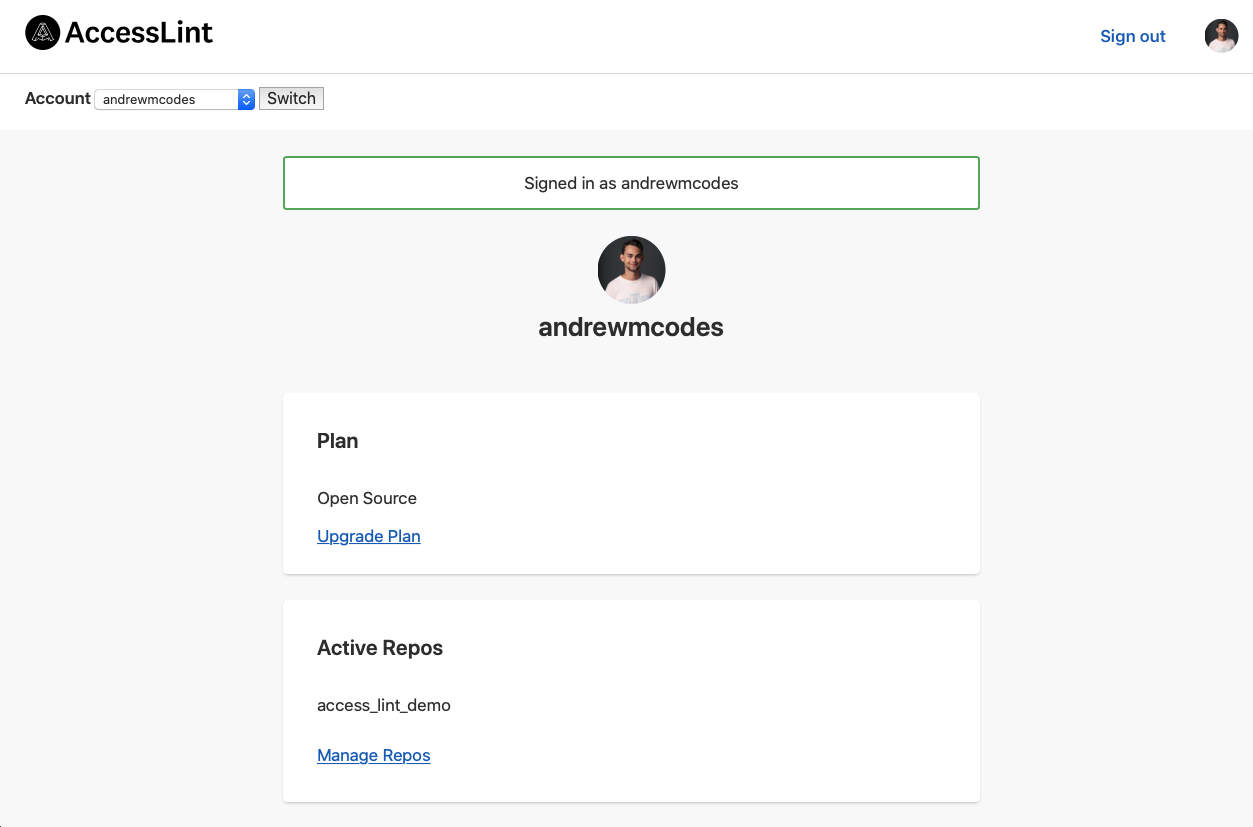 AccessLint
Sign out
Account andrewmcodes Switch
Signed in as andrewmcodes
andrewmcodes
Plan
Open Source
Upgrade Plan
Active Repos
access_lint_demo
Manage Repos